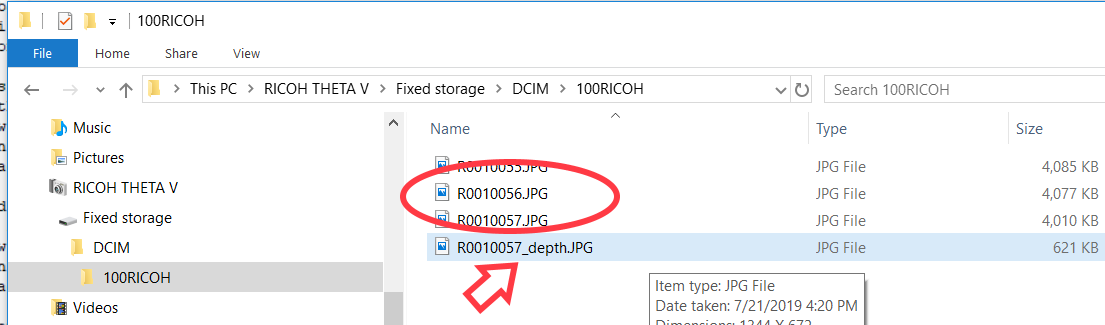 100RICOH
File Home Share View
This PC > RICOH THETA V > Fixed storage > DCIM > 100RICOH
Search 100RICOH
Name Type Size
Music
Pictures
RICOH THETA V
Fixed storage
DCIM
100RICOH
Videos
R0010055.JPG JPG File 4,085 KB
R0010056.JPG JPG File 4,077 KB
R0010057.JPG JPG File 4,010 KB
R0010057_depth.JPG JPG File 621 KB
Item type: JPG File
Date taken: 7/21/2019 4:20 PM
Dimensions: 1344 X 672